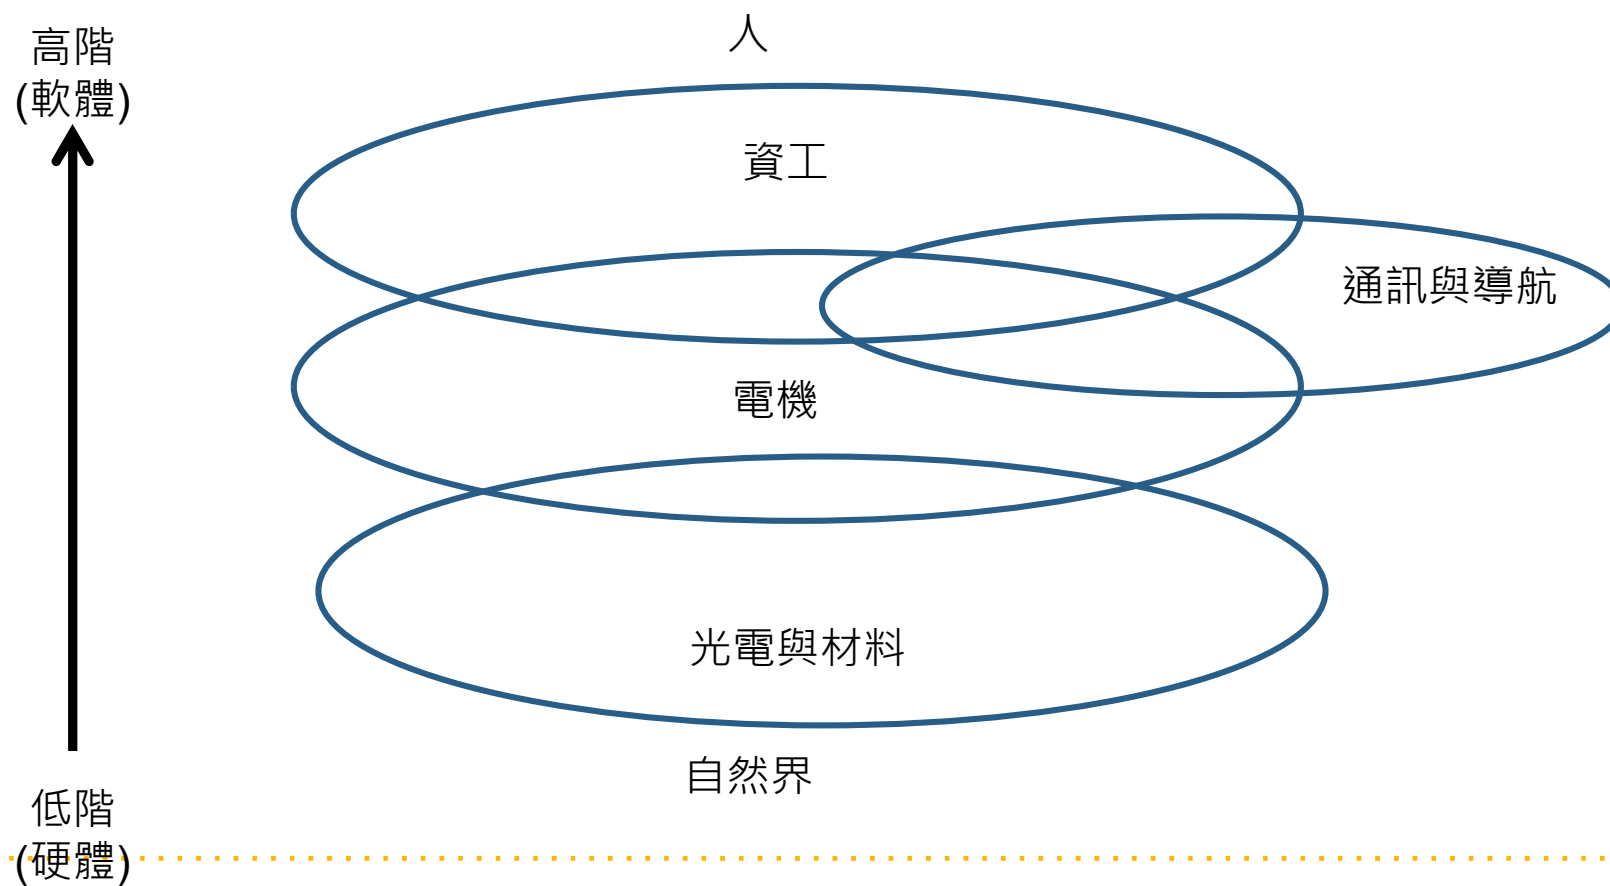 人
高階
(軟體)
資工
通訊與導航
電機
光電與材料
自然界
低階
(硬體)